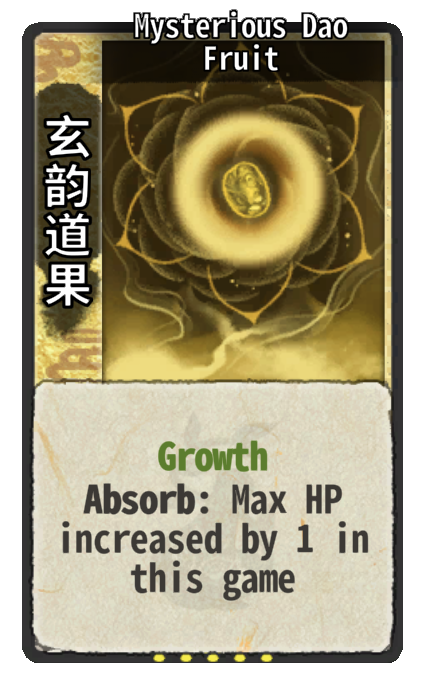 Mysterious Dao
Fruit
玄韵道果
Growth
Absorb: Max HP
increased by 1 in
this game